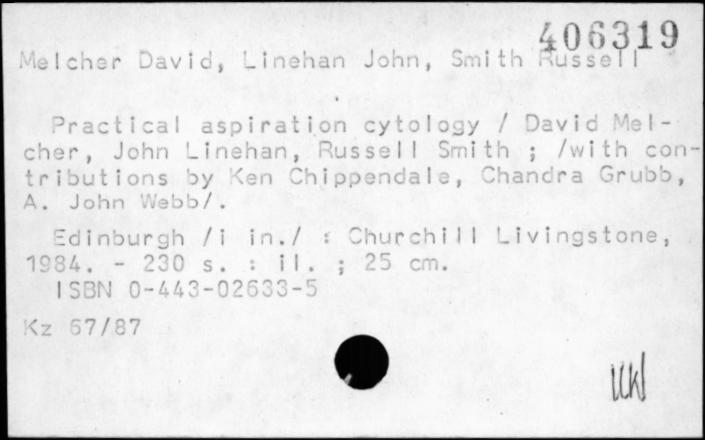 406319
Melcher David, Linehan John, Smith Russell
Practical aspiration cytology / David Mel-
cher, John Linehan, Russell Smith ; /with con-
tributions by Ken Chippendale, Chandra Grubb,
A. John Webb/.
Edinburgh /i in./ : Churchill Livingstone,
1984. - 230 s. : il. ; 25 cm.
ISBN 0-443-02633-5
Kz 67/87